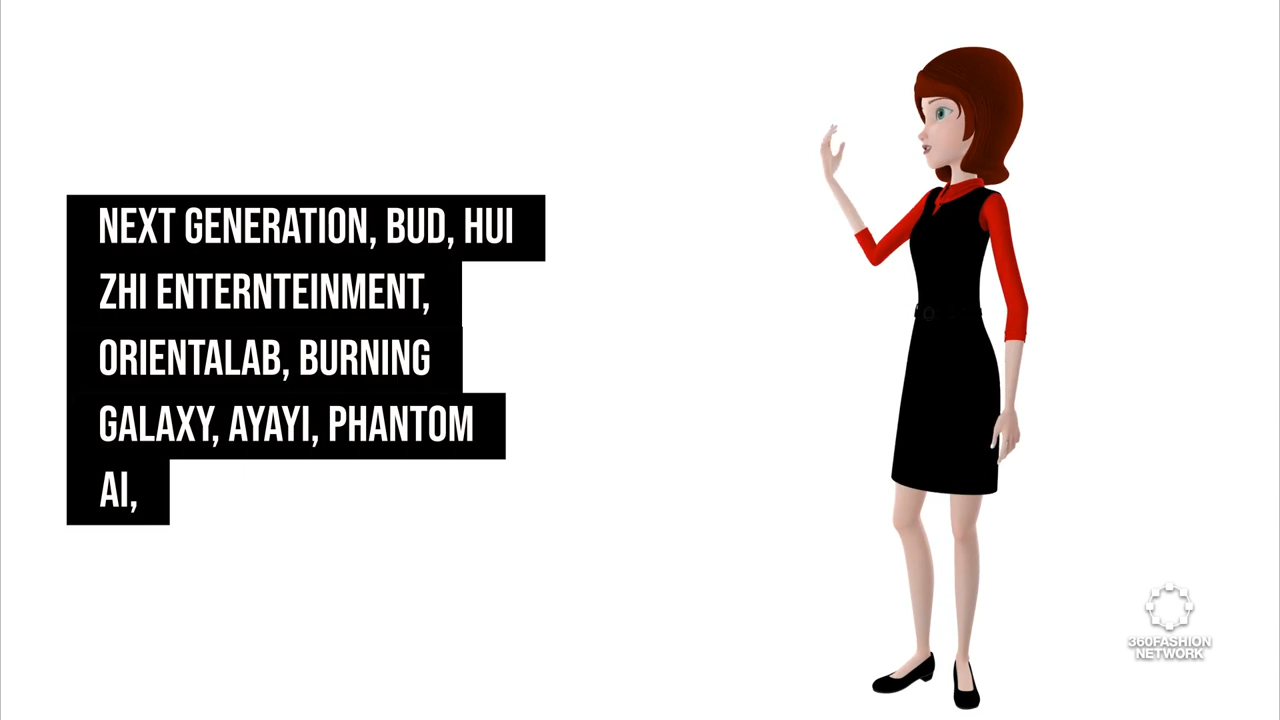 NEXT GENERATION, BUD, HUI
ZHI ENTERNTEINMENT,
ORIENTALAB, BURNING
GALAXY, AYAYI, PHANTOM
AI,
360FASHION
NETWORK